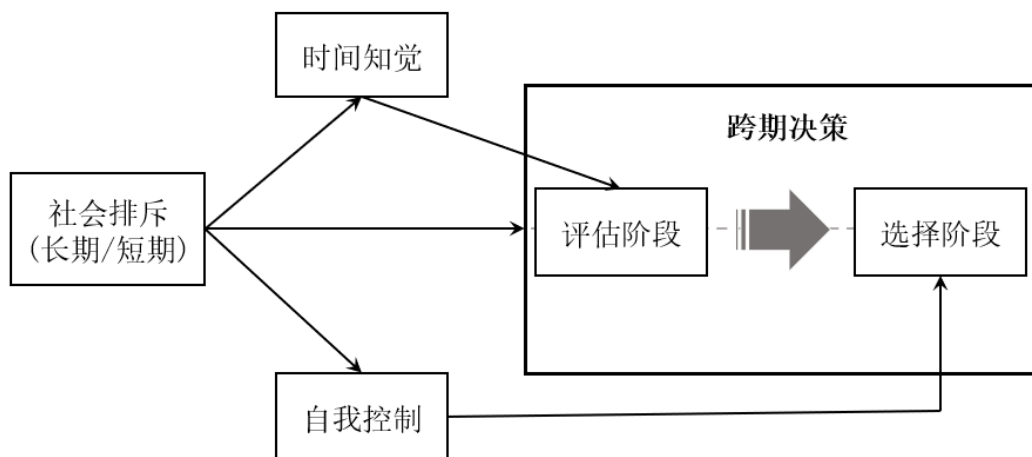 时间知觉
跨期决策
社会排斥
(长期/短期)
评估阶段
选择阶段
自我控制